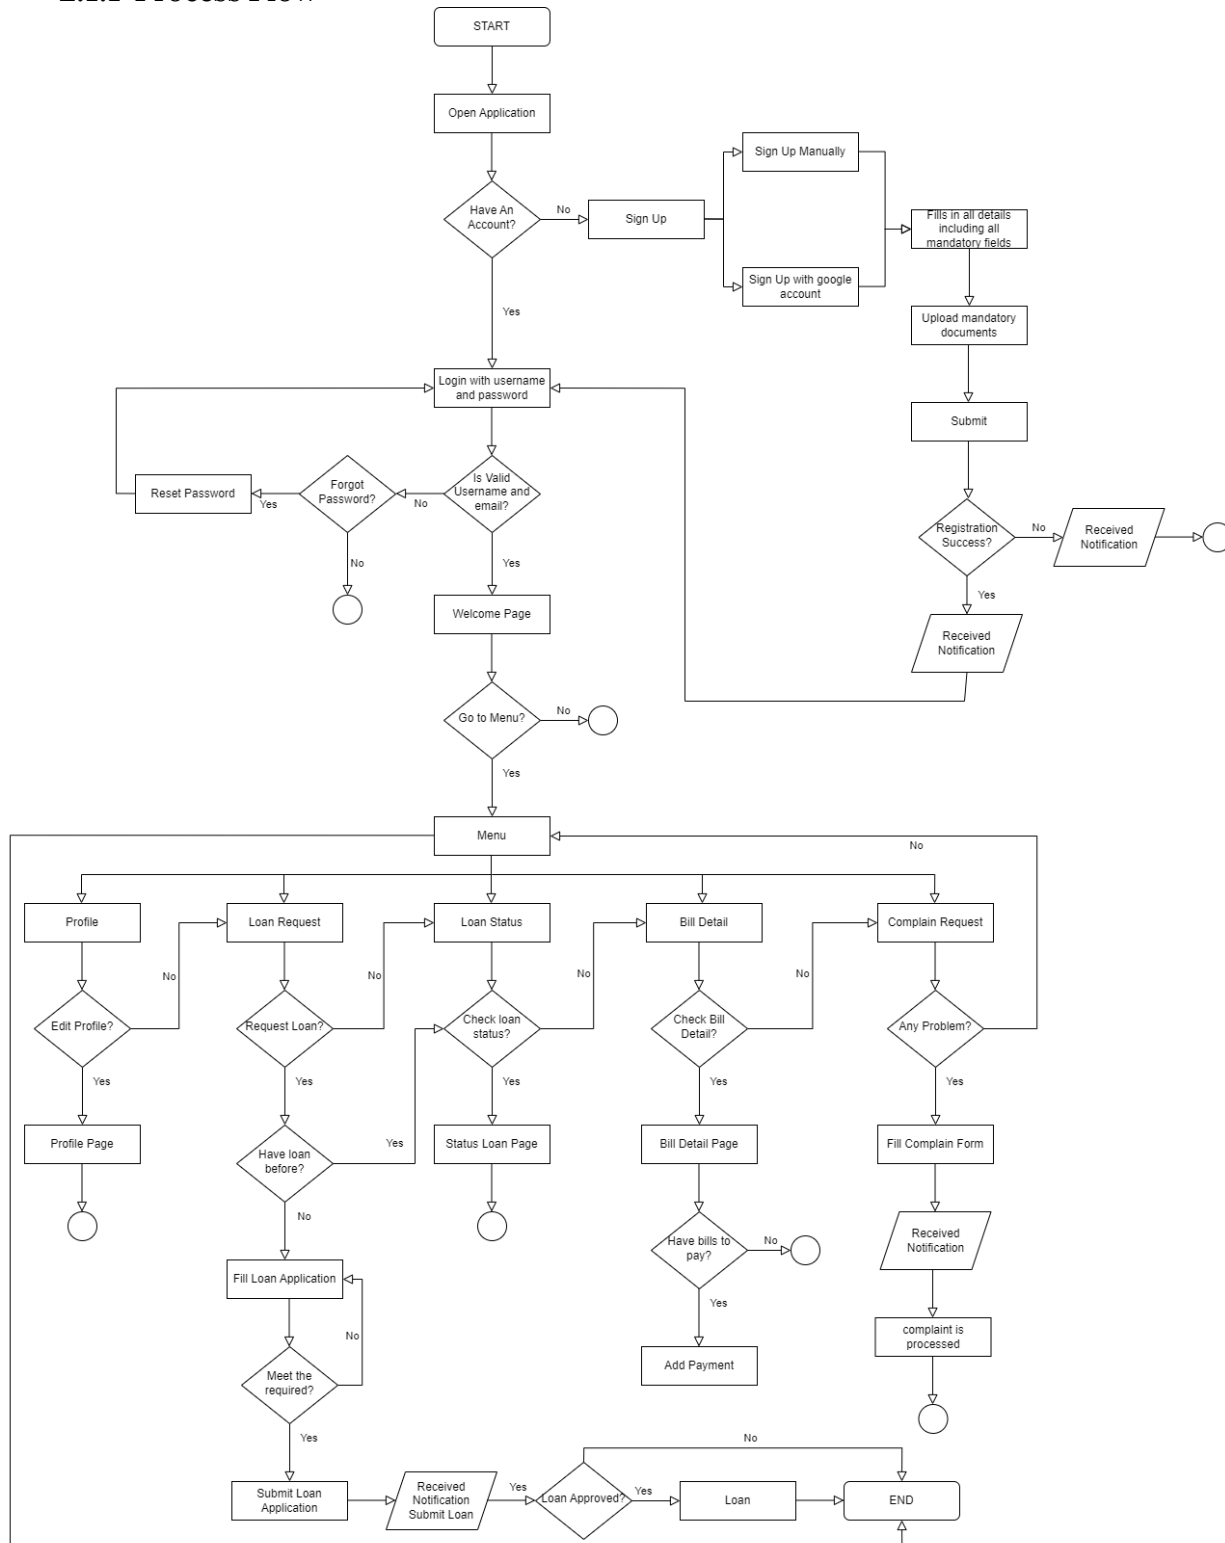 2.1.1 Process Flow
START
Open Application
Sign Up Manually
Have An
Account?
No
Sign Up
Fills in all details
including all
mandatory fields
Sign Up with google
account
Yes
Upload mandatory
documents
Login with username
and password
Submit
Is Valid
Username and
email?
No
Forgot
Password?
Yes
Reset Password
Registration
Success?
No
Received
Notification
No
Yes
Yes
Welcome Page
Received
Notification
Go to Menu?
No
Yes
Menu
No
Profile
Loan Request
Loan Status
Bill Detail
Complain Request
No
No
No
No
Edit Profile?
Request Loan?
Check loan
status?
Check Bill
Detail?
Any Problem?
Yes
Yes
Yes
Yes
Yes
Profile Page
Have loan
before?
Yes
Status Loan Page
Bill Detail Page
Fill Complain Form
No
Have bills to
pay?
No
Received
Notification
Fill Loan Application
Yes
No
complaint is
processed
Add Payment
Meet the
required?
Yes
No
Submit Loan
Application
Received
Notification
Submit Loan
Yes
Loan Approved?
Yes
Loan
END